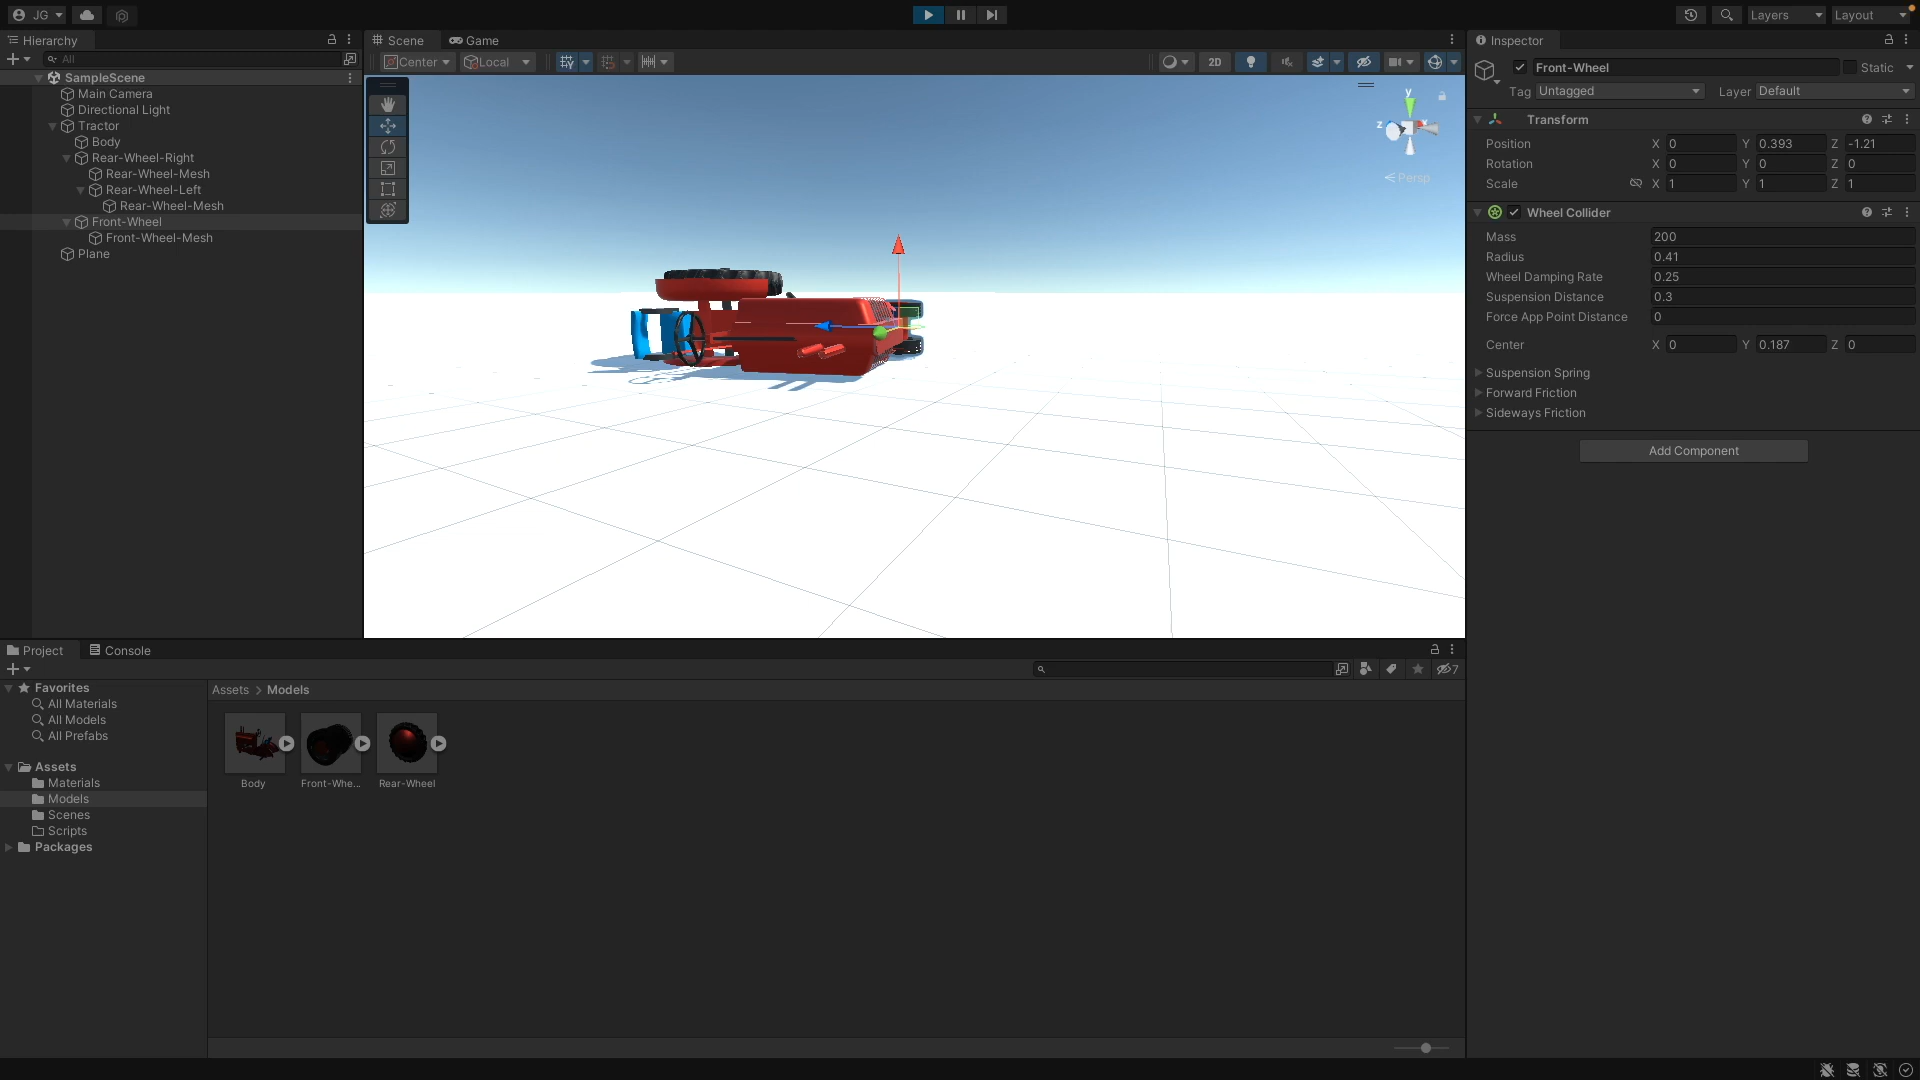 JG
Layers
Layout
Hierarchy
All
SampleScene
Main Camera
Directional Light
Tractor
Body
Rear-Wheel-Right
Rear-Wheel-Mesh
Rear-Wheel-Left
Rear-Wheel-Mesh
Front-Wheel
Front-Wheel-Mesh
Plane
Scene
Game
Center
Local
2D
y
x
z
Persp
Inspector
Front-Wheel
Static
Tag Untagged Layer Default
Transform
Position X 0 Y 0.393 Z -1.21
Rotation X 0 Y 0 Z 0
Scale X 1 Y 1 Z 1
Wheel Collider
Mass 200
Radius 0.41
Wheel Damping Rate 0.25
Suspension Distance 0.3
Force App Point Distance 0
Center X 0 Y 0.187 Z 0
Suspension Spring
Forward Friction
Sideways Friction
Add Component
Project
Console
7
Favorites
All Materials
All Models
All Prefabs
Assets
Materials
Models
Scenes
Scripts
Packages
Assets > Models
Body
Front-Whe...
Rear-Wheel